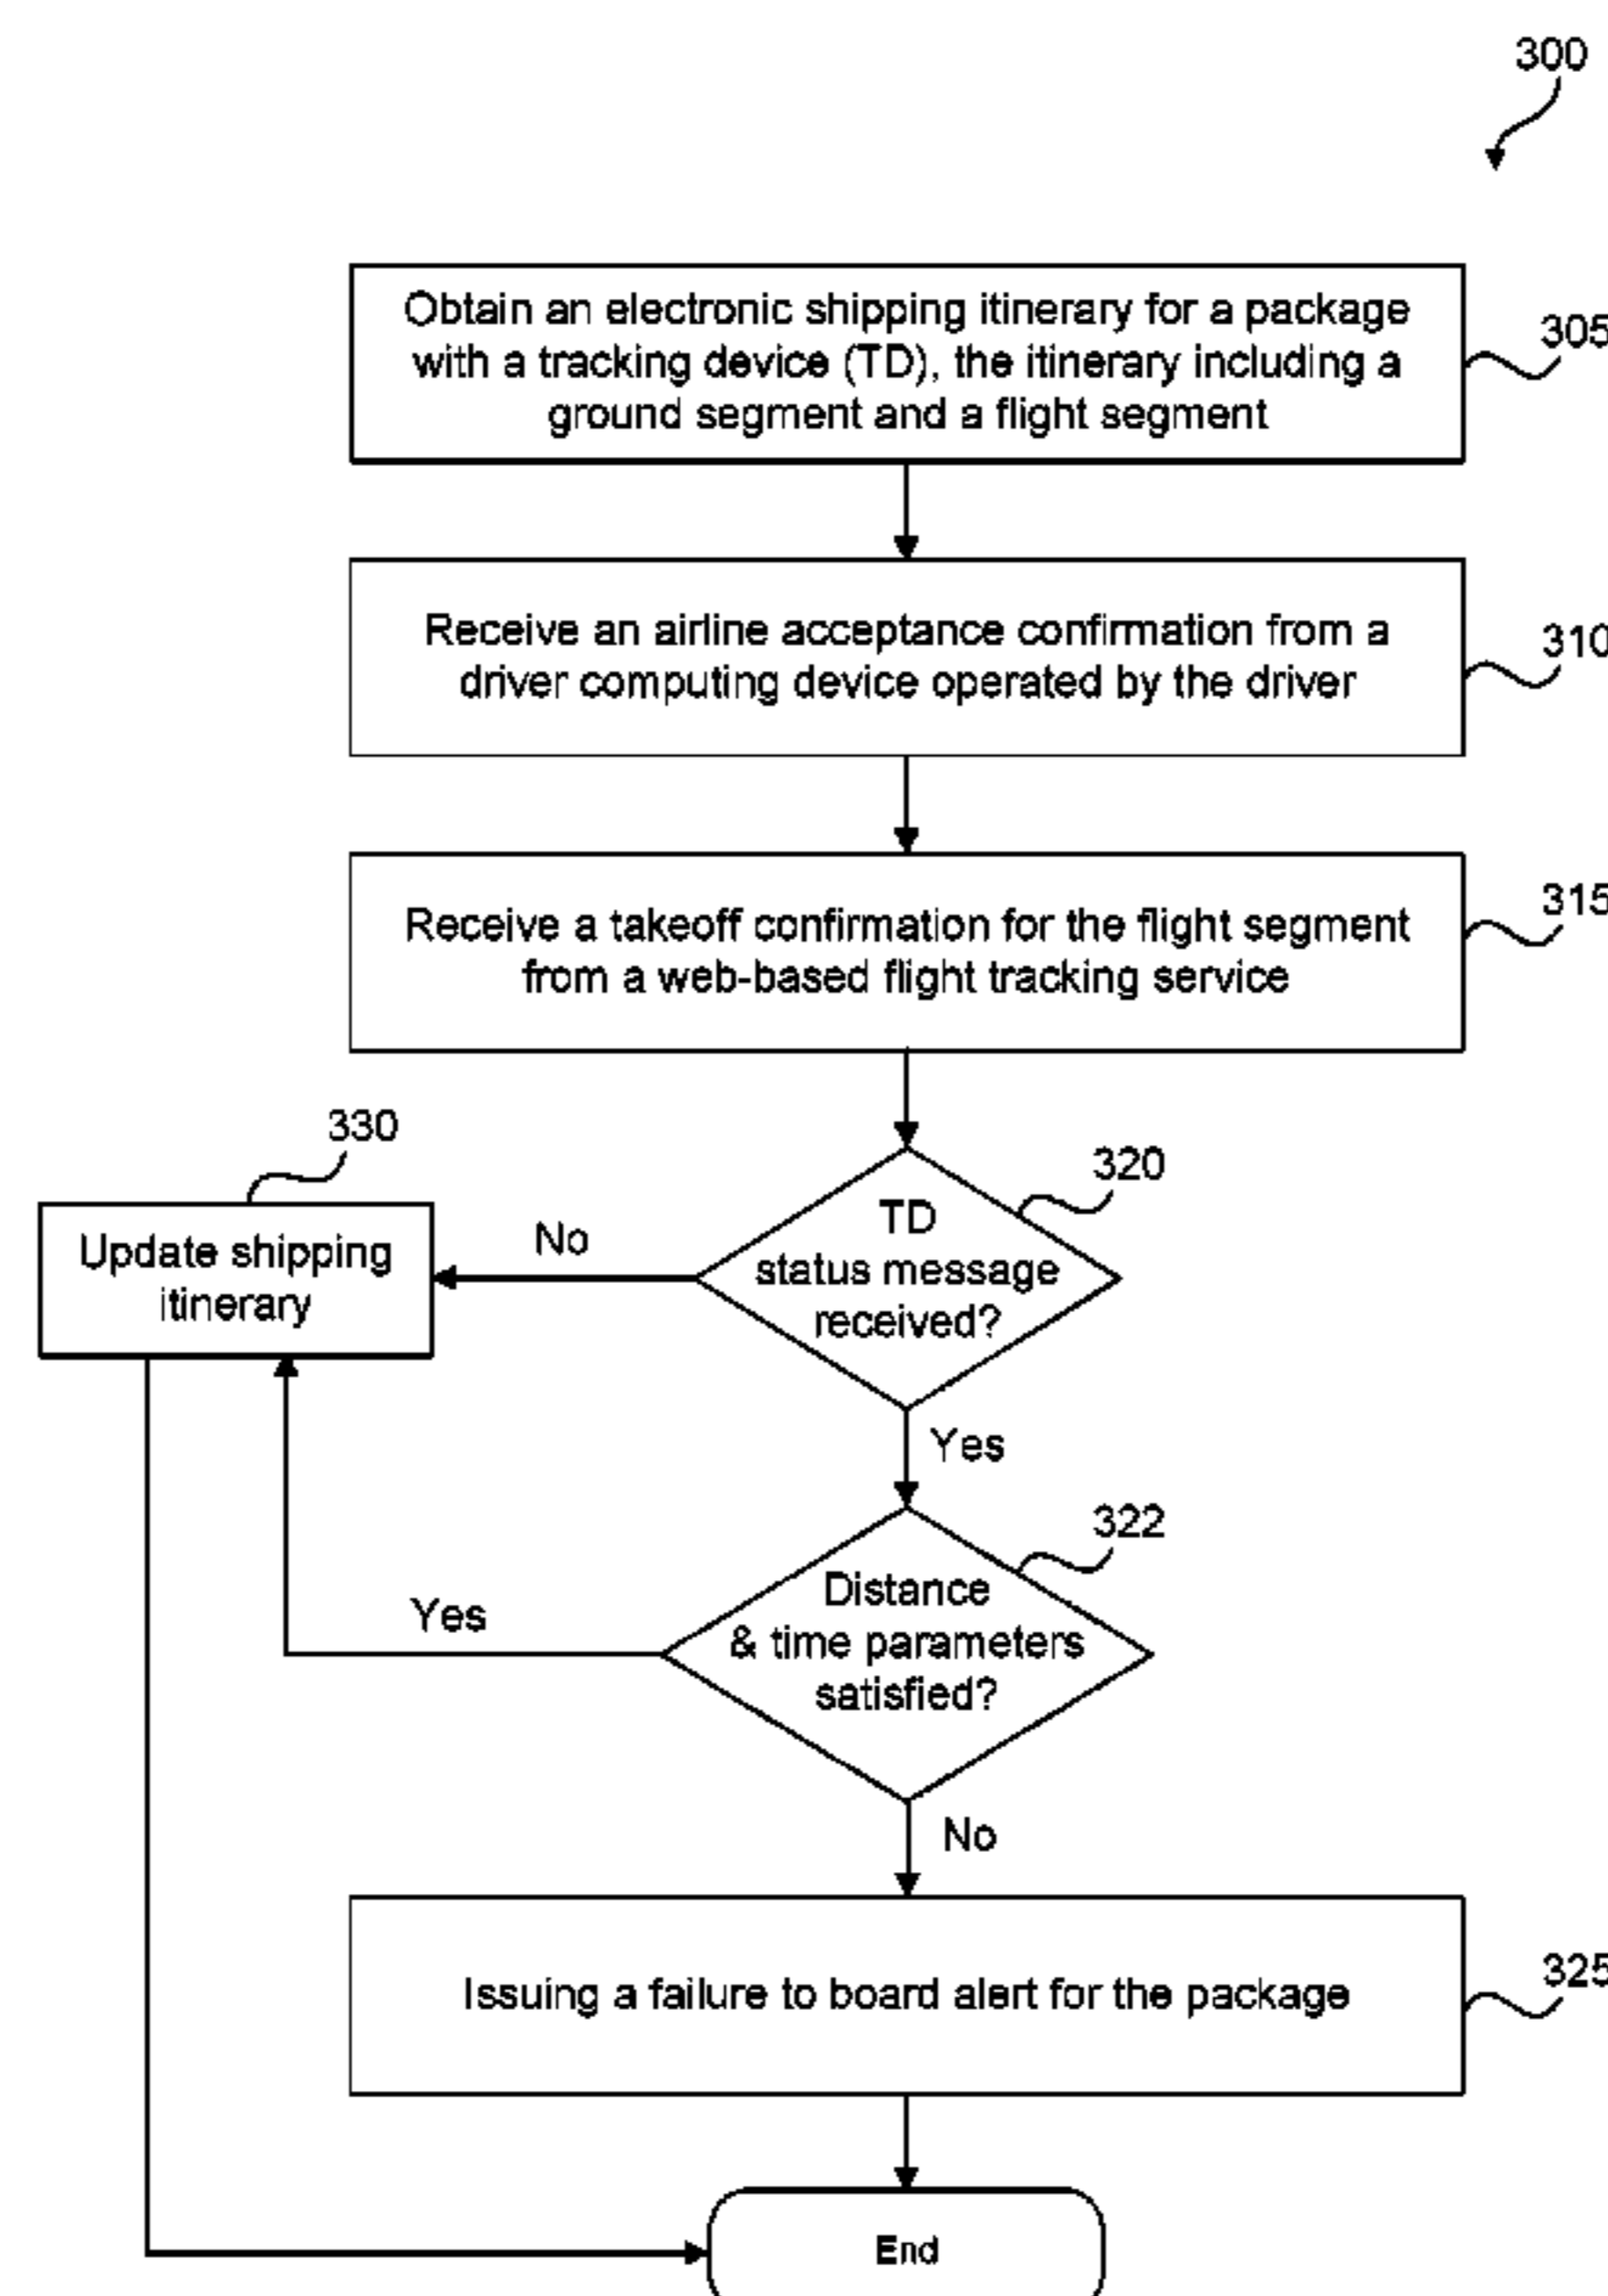 300
Obtain an electronic shipping itinerary for a package
with a tracking device (TD), the itinerary including a
ground segment and a flight segment
305
Receive an airline acceptance confirmation from a
driver computing device operated by the driver
310
Receive a takeoff confirmation for the flight segment
from a web-based flight tracking service
315
330
Update shipping
itinerary
No
320
TD
status message
received?
Yes
322
Distance
& time parameters
satisfied?
Yes
No
Issuing a failure to board alert for the package
325
End